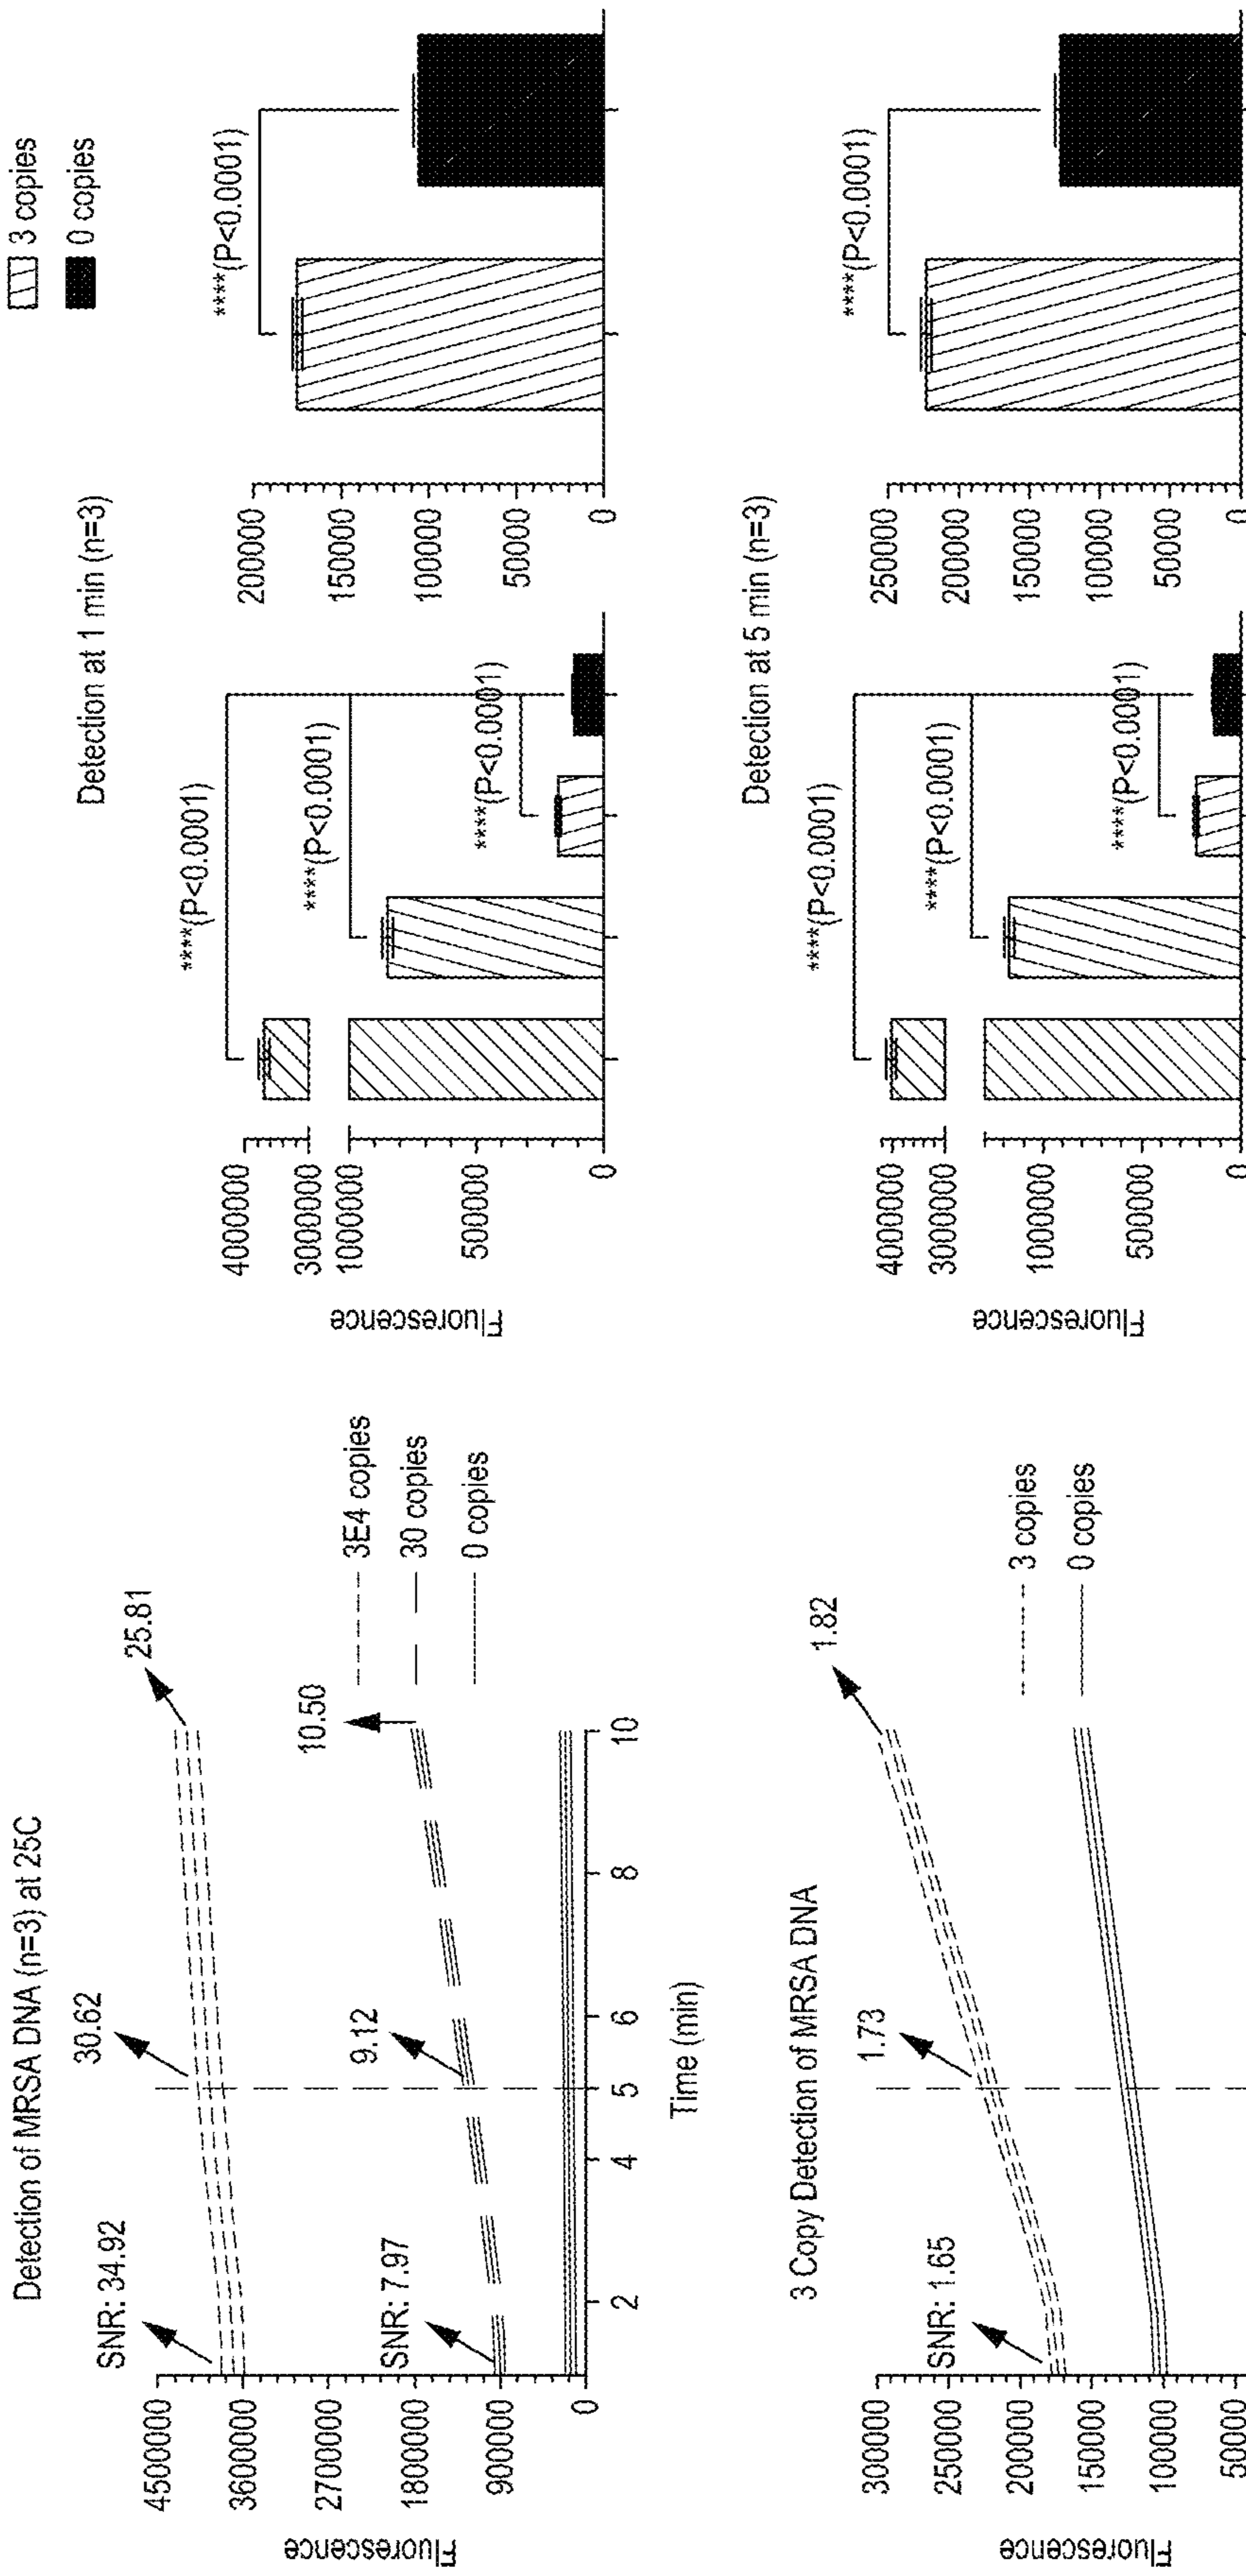 Detection of MRSA DNA (n=3) at 25C
Fluorescence
4500000
3600000
2700000
1800000
900000
0
SNR: 34.92
30.62
25.81
SNR: 7.97
9.12
10.50
2
4
5
6
8
10
Time (min)
3E4 copies
30 copies
0 copies
3 copies
0 copies
Detection at 1 min (n=3)
Fluorescence
4000000
3000000
1000000
500000
0
****(P<0.0001)
****(P<0.0001)
****(P<0.0001)
200000
150000
100000
50000
0
****(P<0.0001)
3 Copy Detection of MRSA DNA
Fluorescence
300000
250000
200000
150000
100000
50000
SNR: 1.65
1.73
1.82
3 copies
0 copies
Detection at 5 min (n=3)
Fluorescence
4000000
3000000
1000000
500000
0
****(P<0.0001)
****(P<0.0001)
****(P<0.0001)
250000
200000
150000
100000
50000
0
****(P<0.0001)